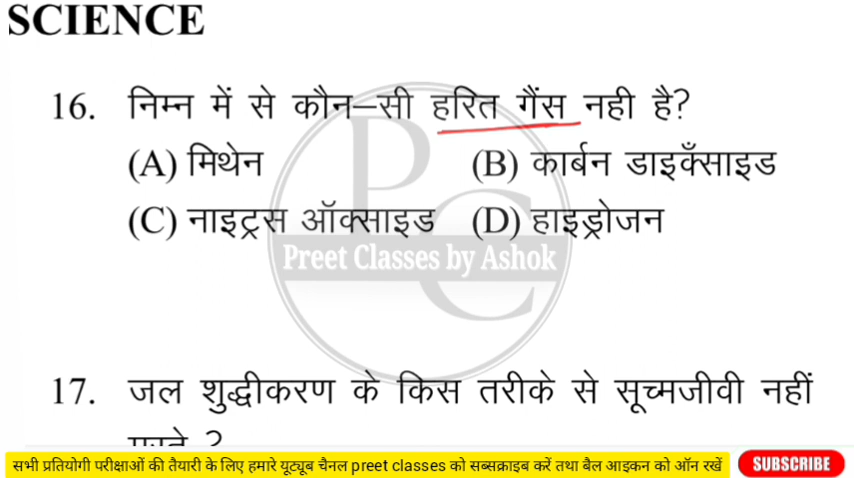 SCIENCE
16. निम्न में से कौन–सी हरित गैंस नही है?
(A) मिथेन (B) कार्बन डाइक्ँसाइड
(C) नाइट्रस ऑक्साइड (D) हाइड्रोजन
Preet Classes by Ashok
17. जल शुद्धीकरण के किस तरीके से सूच्मजीवी नहीं
सभी प्रतियोगी परीक्षाओं की तैयारी के लिए हमारे यूट्यूब चैनल preet classes को सब्सक्राइब करें तथा बैल आइकन को ऑन रखें SUBSCRIBE